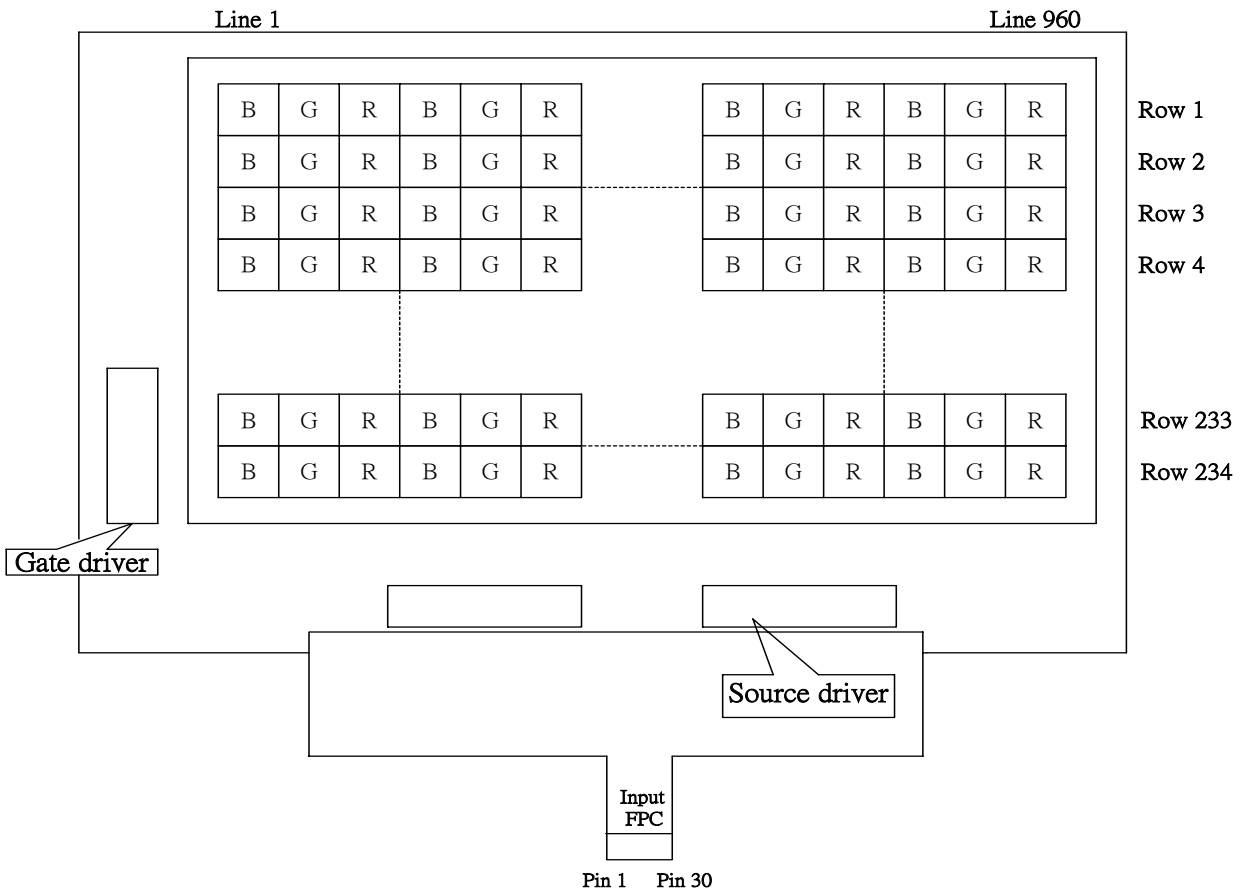 Line 1 Line 960
B G R B G R B G R B G R Row 1
B G R B G R B G R B G R Row 2
B G R B G R B G R B G R Row 3
B G R B G R B G R B G R Row 4
B G R B G R B G R B G R Row 233
B G R B G R B G R B G R Row 234
Gate driver
Source driver
Input
FPC
Pin 1 Pin 30